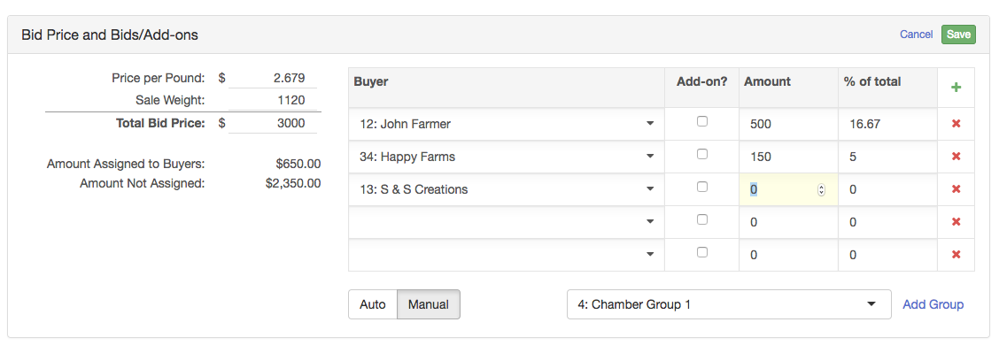 Bid Price and Bids/Add-ons Cancel Save
Price per Pound: $ 2.679
Sale Weight: 1120
Total Bid Price: $ 3000
Amount Assigned to Buyers: $650.00
Amount Not Assigned: $2,350.00
Buyer Add-on? Amount % of total +
12: John Farmer 500 16.67
34: Happy Farms 150 5
13: S & S Creations 0 0
0 0
0 0
Auto Manual 4: Chamber Group 1 Add Group